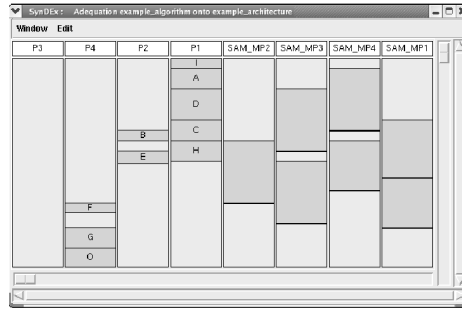 SynDEx : Adequation example_algorithm onto example_architecture
Window Edit
P3 P4 P2 P1 SAM_MP2 SAM_MP3 SAM_MP4 SAM_MP1
I
A
D
C
B
H
E
F
G
O